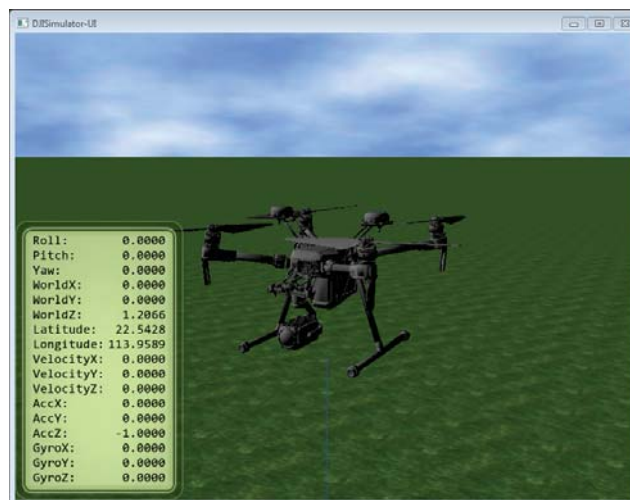 DJISimulator-UI
Roll: 0.0000
Pitch: 0.0000
Yaw: 0.0000
WorldX: 0.0000
WorldY: 0.0000
WorldZ: 1.2066
Latitude: 22.5428
Longitude: 113.9589
VelocityX: 0.0000
VelocityY: 0.0000
VelocityZ: 0.0000
AccX: 0.0000
AccY: 0.0000
AccZ: -1.0000
GyroX: 0.0000
GyroY: 0.0000
GyroZ: 0.0000